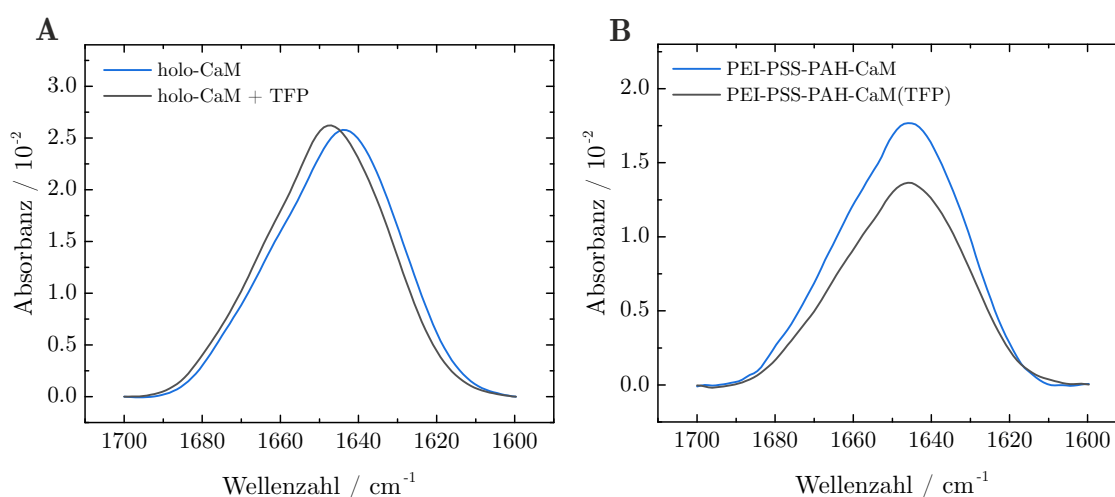 A
holo-CaM
holo-CaM + TFP
3.0
2.5
2.0
1.5
1.0
0.5
0.0
Absorbanz / 10⁻²
1700 1680 1660 1640 1620 1600
Wellenzahl / cm⁻¹
B
PEI-PSS-PAH-CaM
PEI-PSS-PAH-CaM(TFP)
2.0
1.5
1.0
0.5
0.0
Absorbanz / 10⁻²
1700 1680 1660 1640 1620 1600
Wellenzahl / cm⁻¹